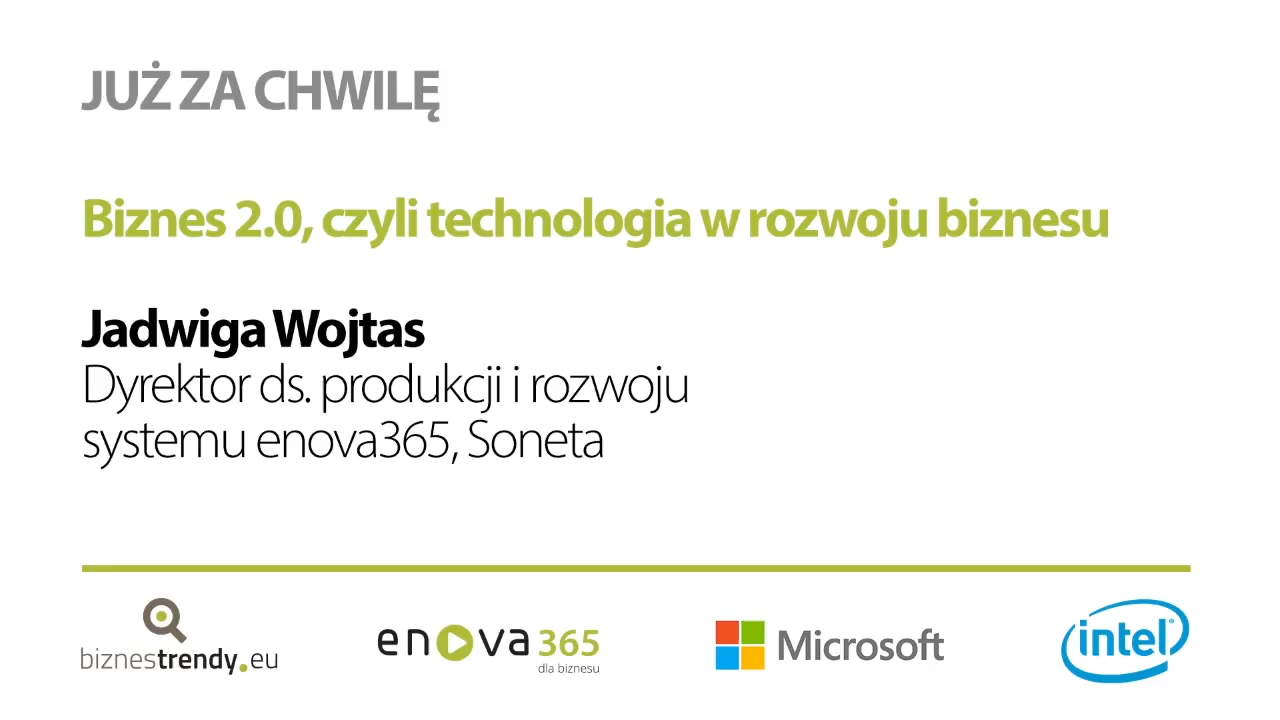 JUŻ ZA CHWILĘ
Biznes 2.0, czyli technologia w rozwoju biznesu
Jadwiga Wojtas
Dyrektor ds. produkcji i rozwoju
systemu enova365, Soneta
biznestrendy.eu
enova365
dla biznesu
Microsoft
intel®